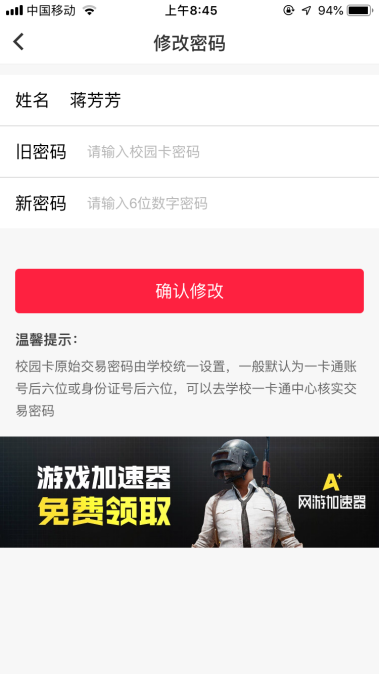 中国移动
上午8:45
94%
修改密码
姓名 蒋芳芳
旧密码 请输入校园卡密码
新密码 请输入6位数字密码
确认修改
温馨提示：
校园卡原始交易密码由学校统一设置，一般默认为一卡通账
号后六位或身份证号后六位，可以去学校一卡通中心核实交
易密码
游戏加速器
免费领取
A+
网游加速器